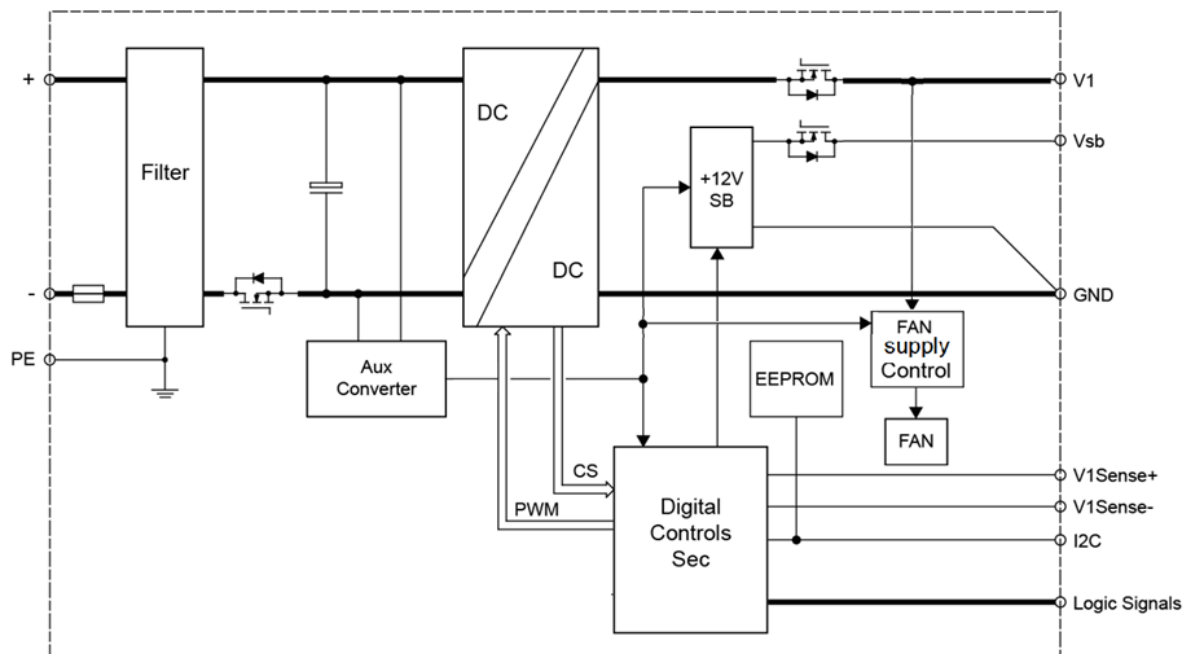 +
V1
DC
Vsb
Filter
+12V
SB
DC
-
GND
PE
FAN
supply
Control
Aux
Converter
EEPROM
FAN
CS
V1Sense+
PWM
V1Sense-
Digital
Controls
Sec
I2C
Logic Signals